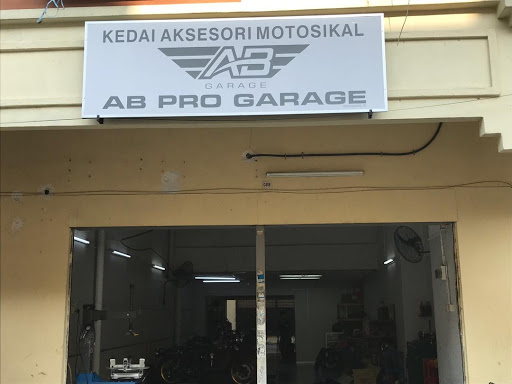 KEDAI AKSESORI MOTOSIKAL
AB
GARAGE
AB PRO GARAGE